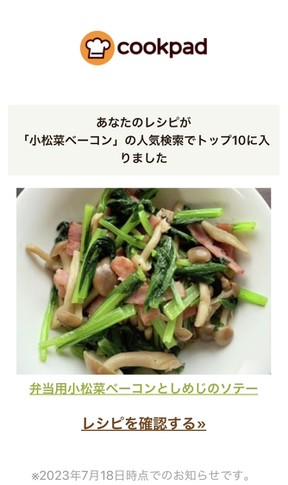 cookpad
あなたのレシピが
「小松菜ベーコン」の人気検索でトップ10に入
りました
弁当用小松菜ベーコンとしめじのソテー
レシピを確認する»
※2023年7月18日時点でのお知らせです。